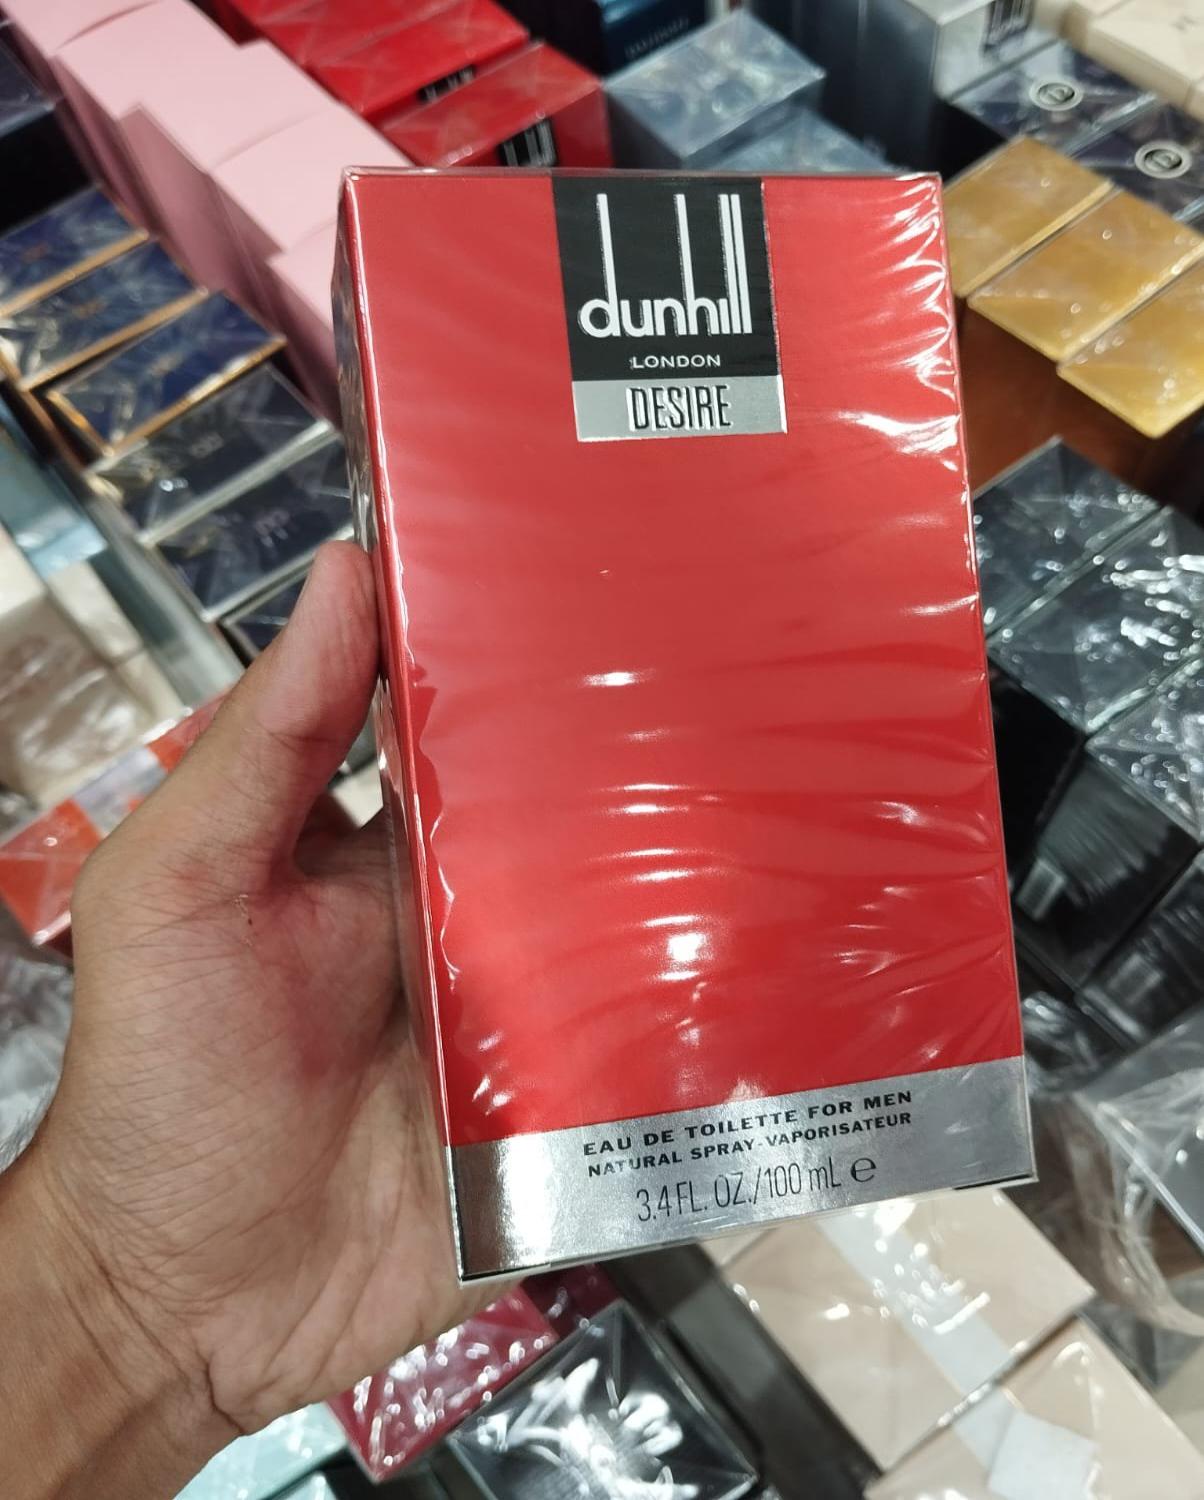 dunhill
LONDON
DESIRE
EAU DE TOILETTE FOR MEN
NATURAL SPRAY-VAPORISATEUR
3.4 FL. OZ./100 mL ℮